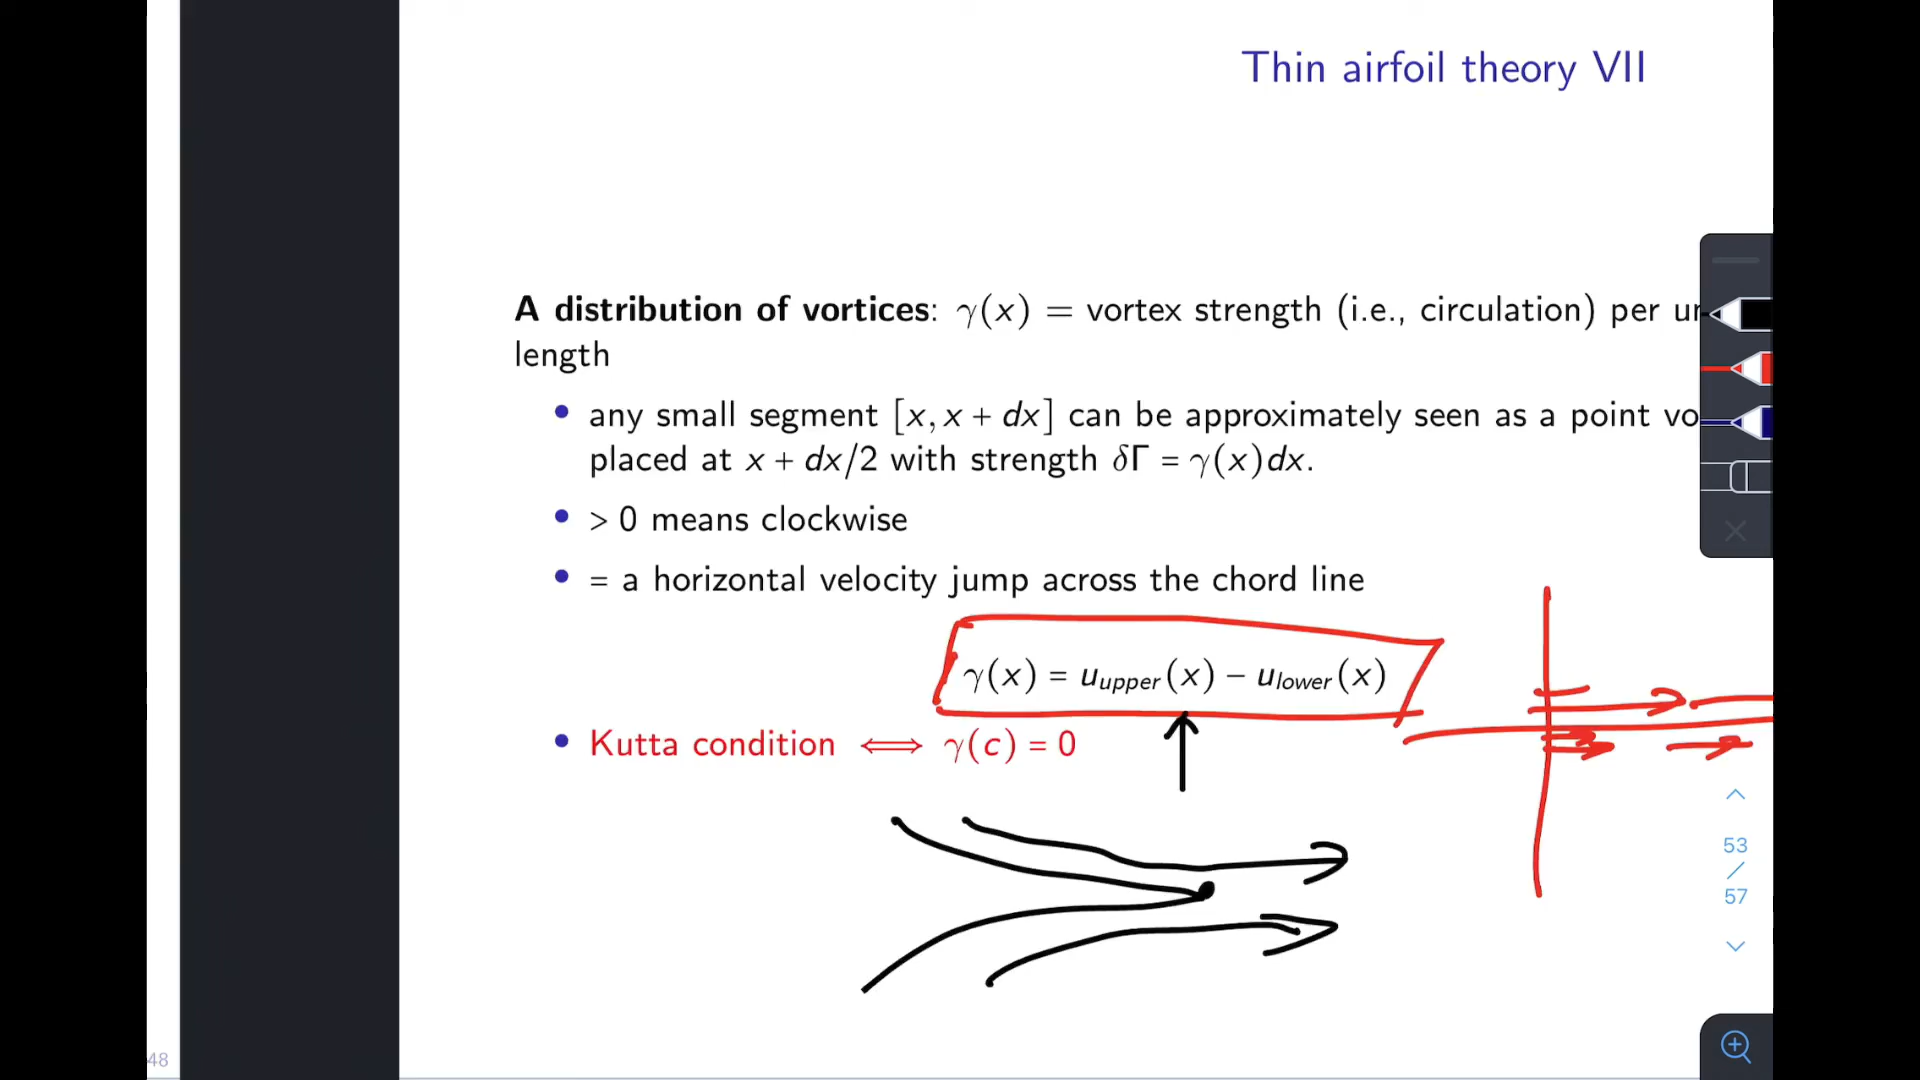 Thin airfoil theory VII
A distribution of vortices: γ(x) = vortex strength (i.e., circulation) per
length
any small segment [x, x + dx] can be approximately seen as a point
placed at x + dx/2 with strength δΓ = γ(x)dx.
> 0 means clockwise
= a horizontal velocity jump across the chord line
γ(x) = u_upper(x) − u_lower(x)
Kutta condition ⟺ γ(c) = 0
53
/
57
48